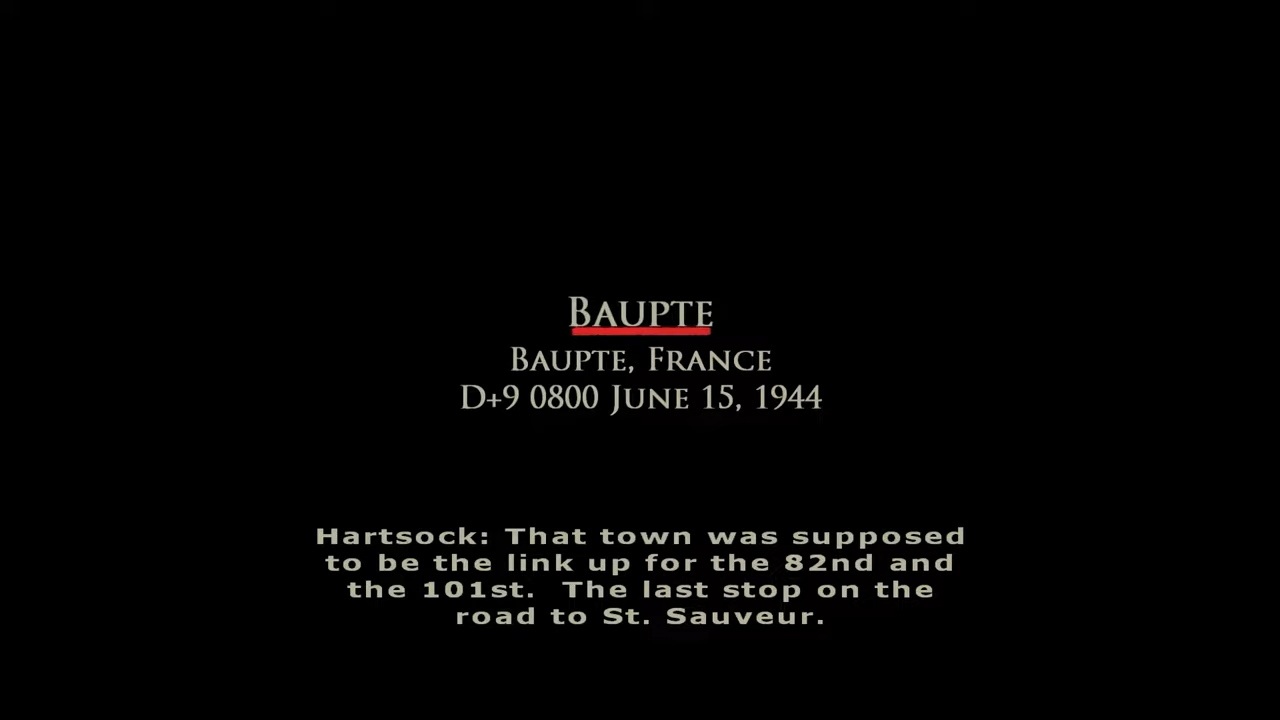 Baupte
Baupte, France
D+9 0800 June 15, 1944
Hartsock: That town was supposed
to be the link up for the 82nd and
the 101st.  The last stop on the
road to St. Sauveur.